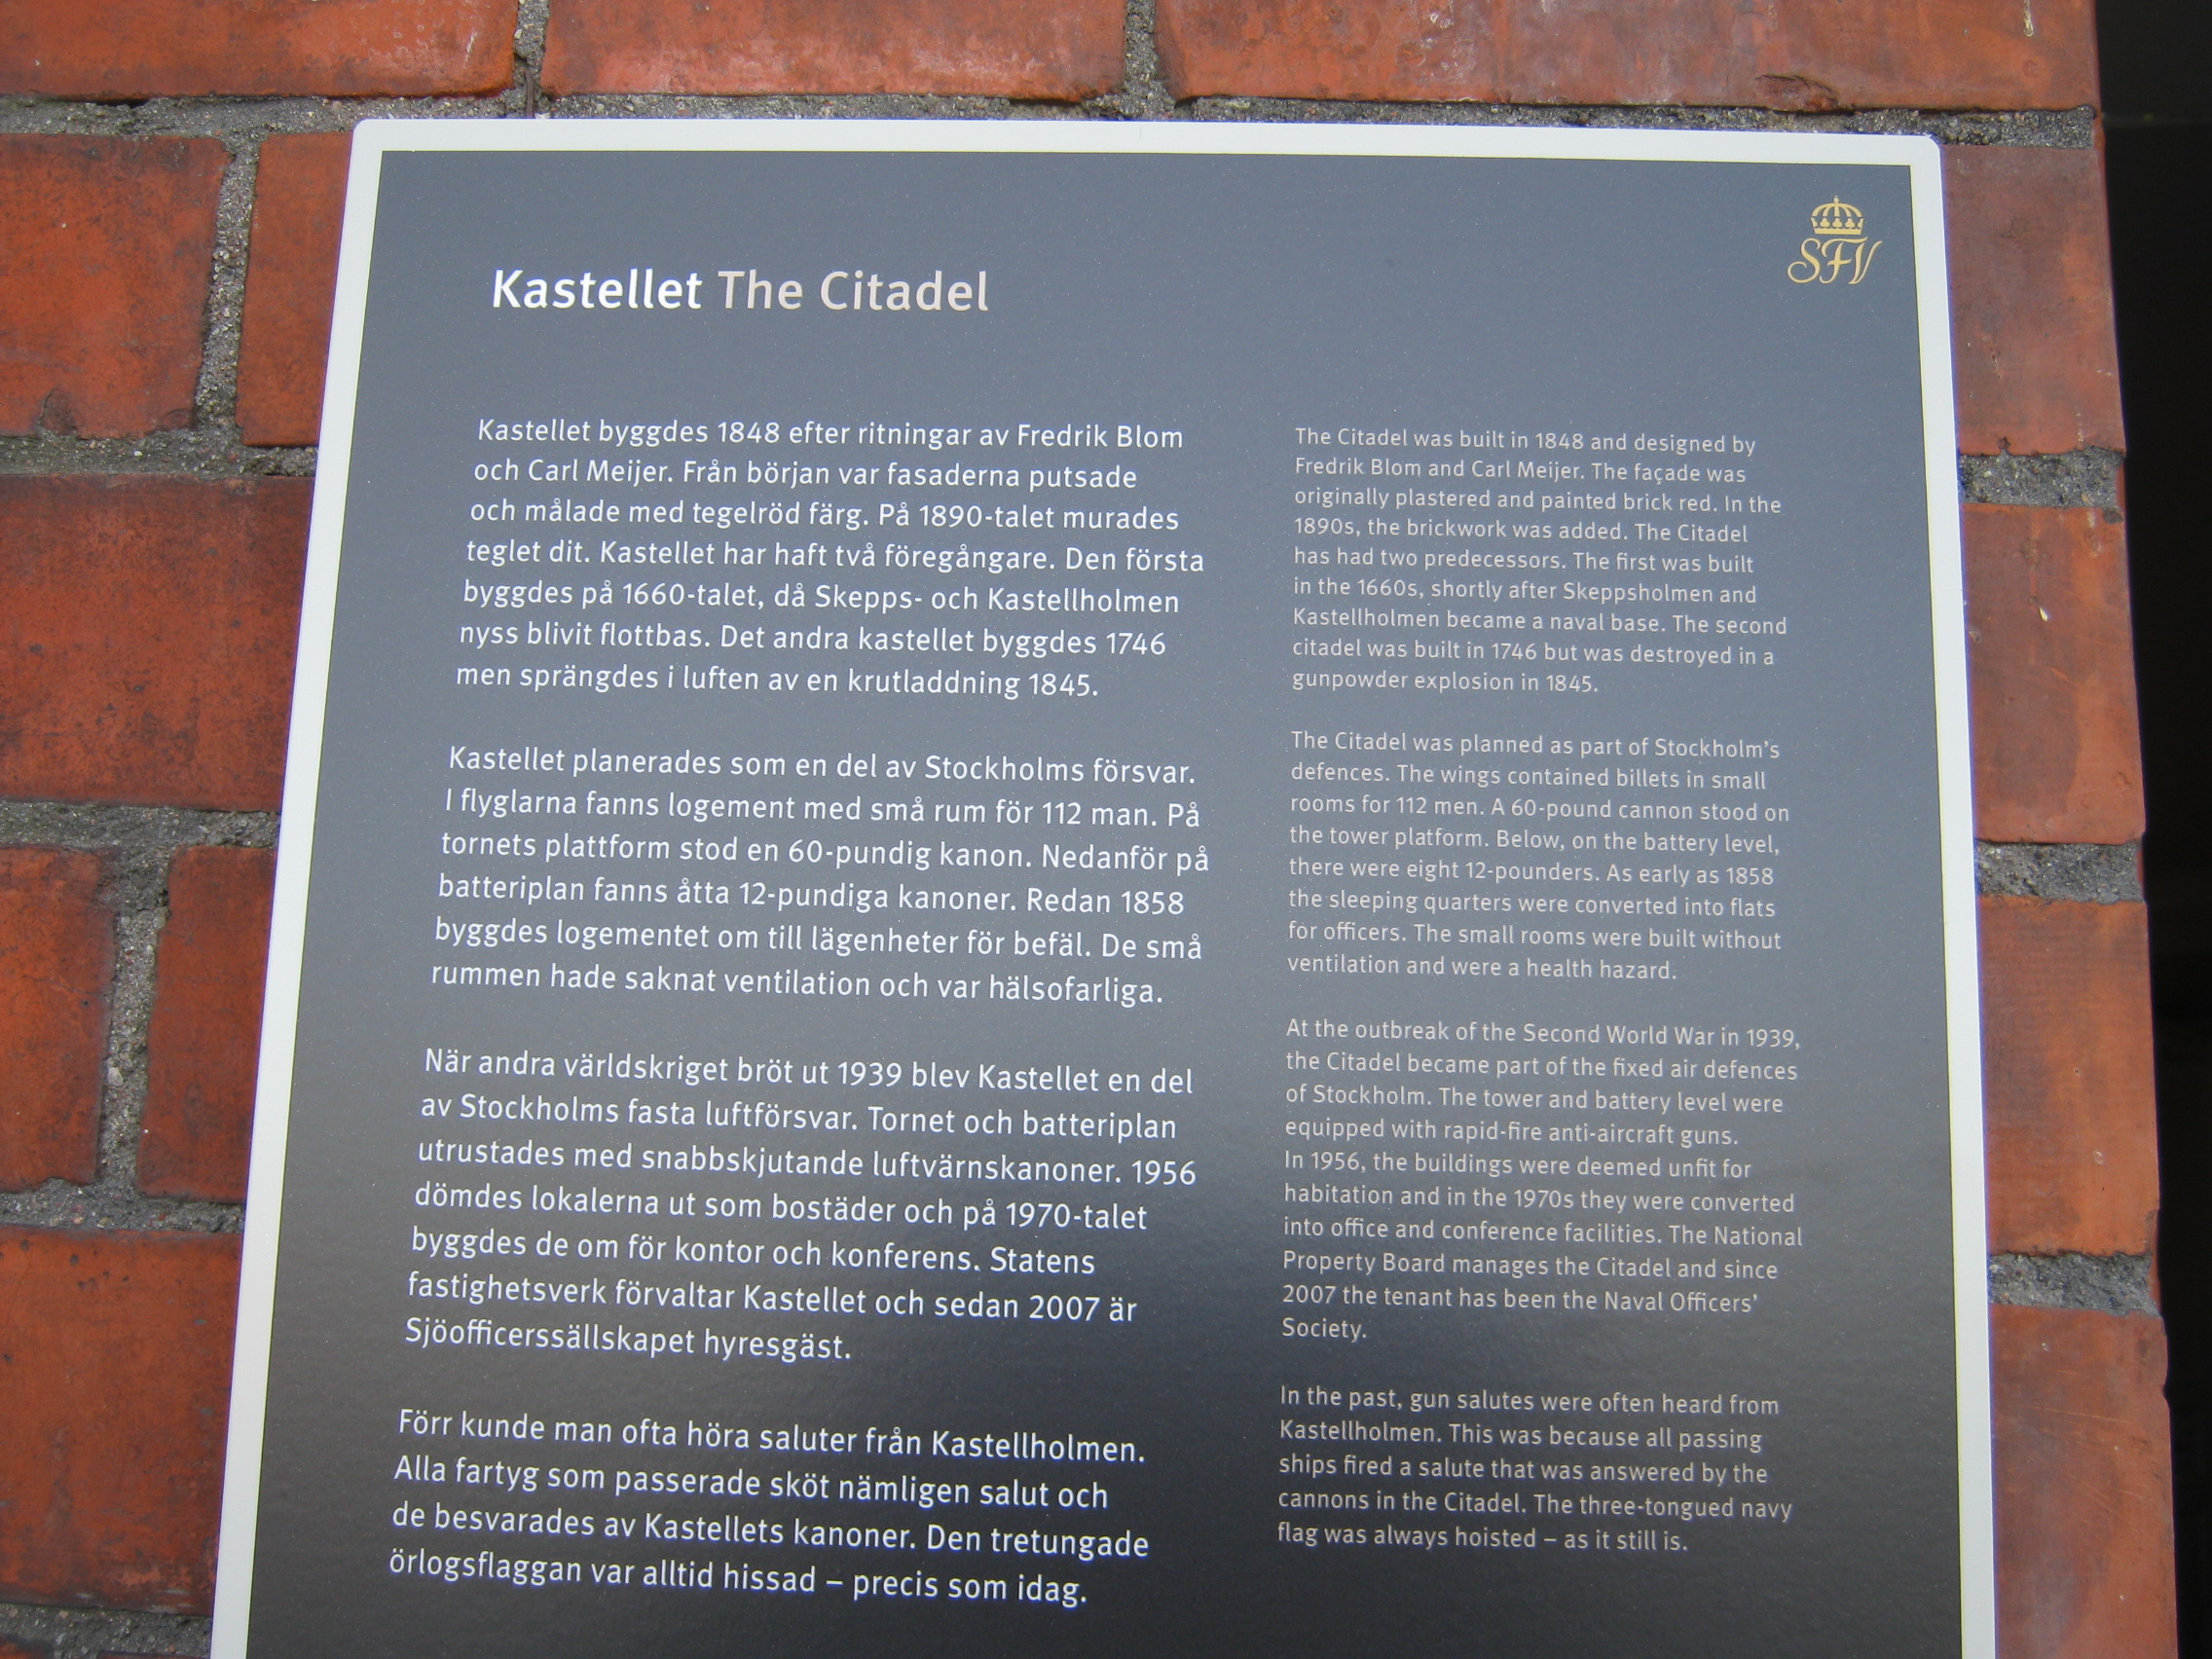 SFV
Kastellet The Citadel
Kastellet byggdes 1848 efter ritningar av Fredrik Blom
och Carl Meijer. Från början var fasaderna putsade
och målade med tegelröd färg. På 1890-talet murades
teglet dit. Kastellet har haft två föregångare. Den första
byggdes på 1660-talet, då Skepps- och Kastellholmen
nyss blivit flottbas. Det andra kastellet byggdes 1746
men sprängdes i luften av en krutladdning 1845.
Kastellet planerades som en del av Stockholms försvar.
I flyglarna fanns logement med små rum för 112 man. På
tornets plattform stod en 60-pundig kanon. Nedanför på
batteriplan fanns åtta 12-pundiga kanoner. Redan 1858
byggdes logementet om till lägenheter för befäl. De små
rummen hade saknat ventilation och var hälsofarliga.
När andra världskriget bröt ut 1939 blev Kastellet en del
av Stockholms fasta luftförsvar. Tornet och batteriplan
utrustades med snabbskjutande luftvärnskanoner. 1956
dömdes lokalerna ut som bostäder och på 1970-talet
byggdes de om för kontor och konferens. Statens
fastighetsverk förvaltar Kastellet och sedan 2007 är
Sjöofficerssällskapet hyresgäst.
Förr kunde man ofta höra saluter från Kastellholmen.
Alla fartyg som passerade sköt nämligen salut och
de besvarades av Kastellets kanoner. Den tretungade
örlogsflaggan var alltid hissad – precis som idag.
The Citadel was built in 1848 and designed by
Fredrik Blom and Carl Meijer. The façade was
originally plastered and painted brick red. In the
1890s, the brickwork was added. The Citadel
has had two predecessors. The first was built
in the 1660s, shortly after Skeppsholmen and
Kastellholmen became a naval base. The second
citadel was built in 1746 but was destroyed in a
gunpowder explosion in 1845.
The Citadel was planned as part of Stockholm's
defences. The wings contained billets in small
rooms for 112 men. A 60-pound cannon stood on
the tower platform. Below, on the battery level,
there were eight 12-pounders. As early as 1858
the sleeping quarters were converted into flats
for officers. The small rooms were built without
ventilation and were a health hazard.
At the outbreak of the Second World War in 1939,
the Citadel became part of the fixed air defences
of Stockholm. The tower and battery level were
equipped with rapid-fire anti-aircraft guns.
In 1956, the buildings were deemed unfit for
habitation and in the 1970s they were converted
into office and conference facilities. The National
Property Board manages the Citadel and since
2007 the tenant has been the Naval Officers'
Society.
In the past, gun salutes were often heard from
Kastellholmen. This was because all passing
ships fired a salute that was answered by the
cannons in the Citadel. The three-tongued navy
flag was always hoisted – as it still is.